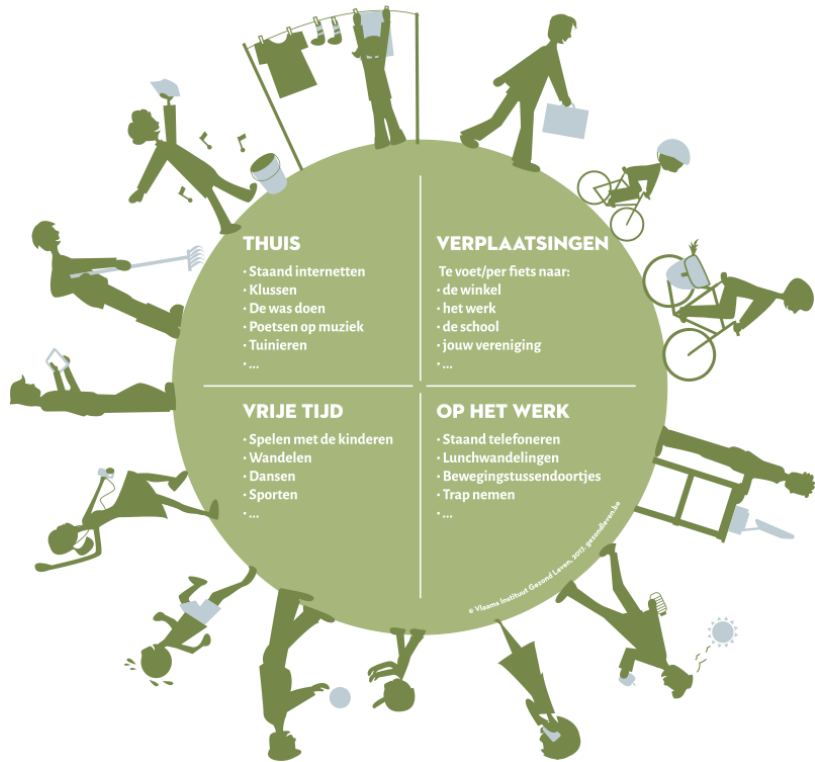 THUIS
• Staand internetten
• Klussen
• De was doen
• Poetsen op muziek
• Tuinieren
• ...
VERPLAATSINGEN
Te voet/per fiets naar:
• de winkel
• het werk
• de school
• jouw vereniging
• ...
VRIJE TIJD
• Spelen met de kinderen
• Wandelen
• Dansen
• Sporten
• ...
OP HET WERK
• Staand telefoneren
• Lunchwandelingen
• Bewegingstussendoortjes
• Trap nemen
• ...
© Vlaams Instituut Gezond Leven, 2017. gezondleven.be